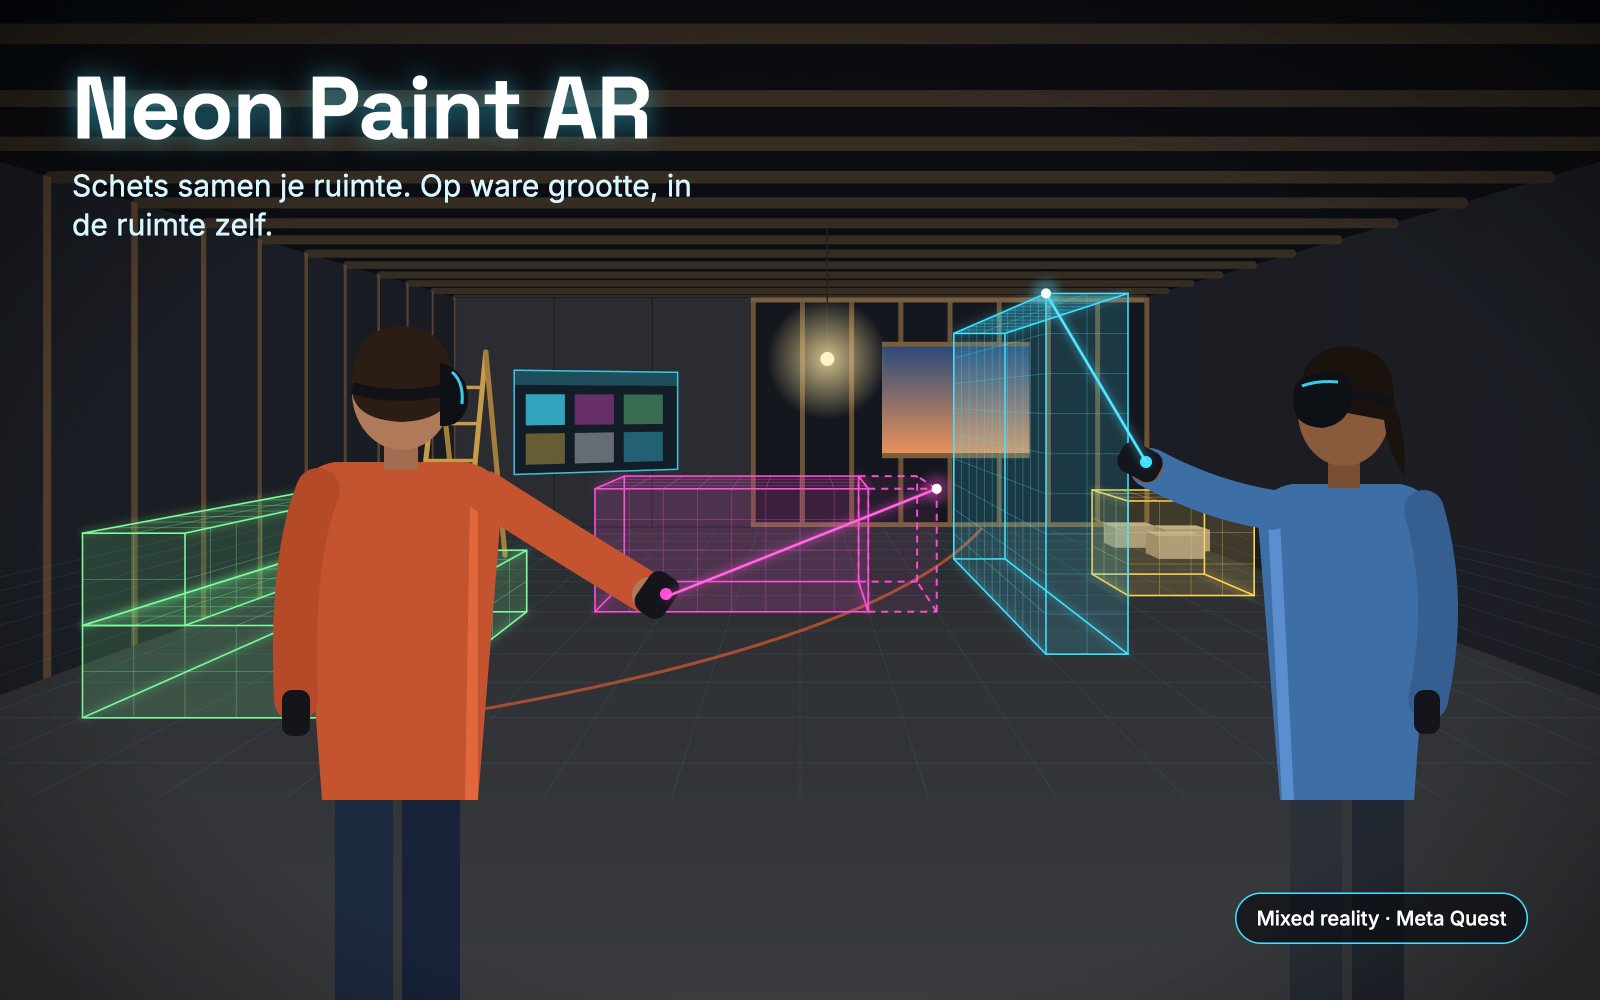 Neon Paint AR
Schets samen je ruimte. Op ware grootte, in
de ruimte zelf.
Mixed reality · Meta Quest